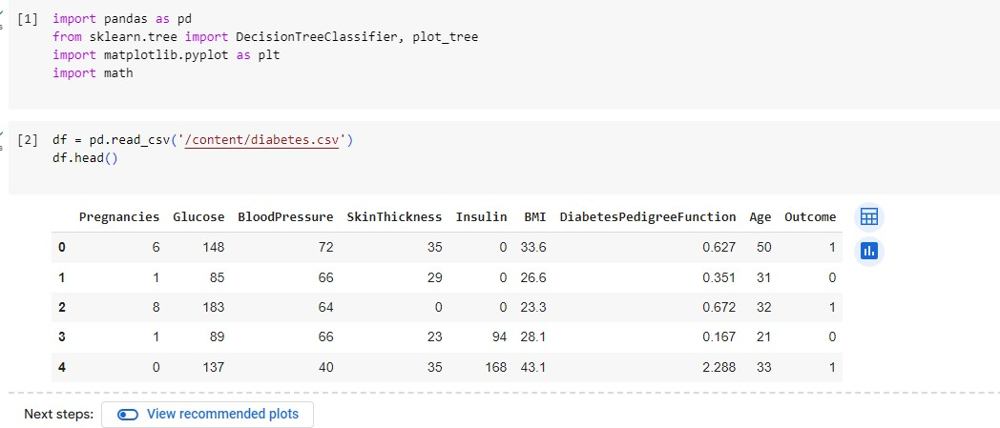 [1] import pandas as pd
from sklearn.tree import DecisionTreeClassifier, plot_tree
import matplotlib.pyplot as plt
import math
[2] df = pd.read_csv('/content/diabetes.csv')
df.head()
Pregnancies Glucose BloodPressure SkinThickness Insulin BMI DiabetesPedigreeFunction Age Outcome
0 6 148 72 35 0 33.6 0.627 50 1
1 1 85 66 29 0 26.6 0.351 31 0
2 8 183 64 0 0 23.3 0.672 32 1
3 1 89 66 23 94 28.1 0.167 21 0
4 0 137 40 35 168 43.1 2.288 33 1
Next steps: View recommended plots